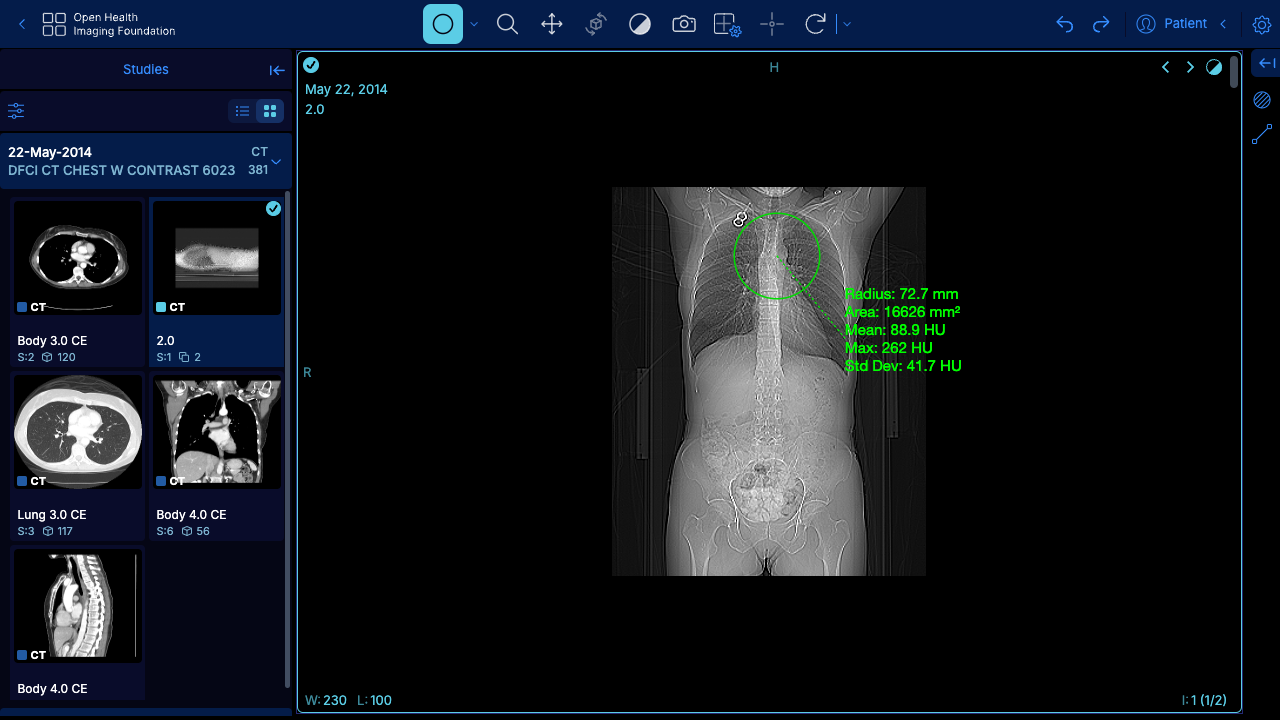 Open Health
Imaging Foundation
Patient
Studies
22-May-2014
CT
DFCI CT CHEST W CONTRAST 6023
381
CT
Body 3.0 CE
S:2 120
CT
2.0
S:1 2
CT
Lung 3.0 CE
S:3 117
CT
Body 4.0 CE
S:6 56
CT
Body 4.0 CE
May 22, 2014
2.0
H
R
Radius: 72.7 mm
Area: 16626 mm²
Mean: 88.9 HU
Max: 262 HU
Std Dev: 41.7 HU
W: 230 L: 100
I: 1 (1/2)